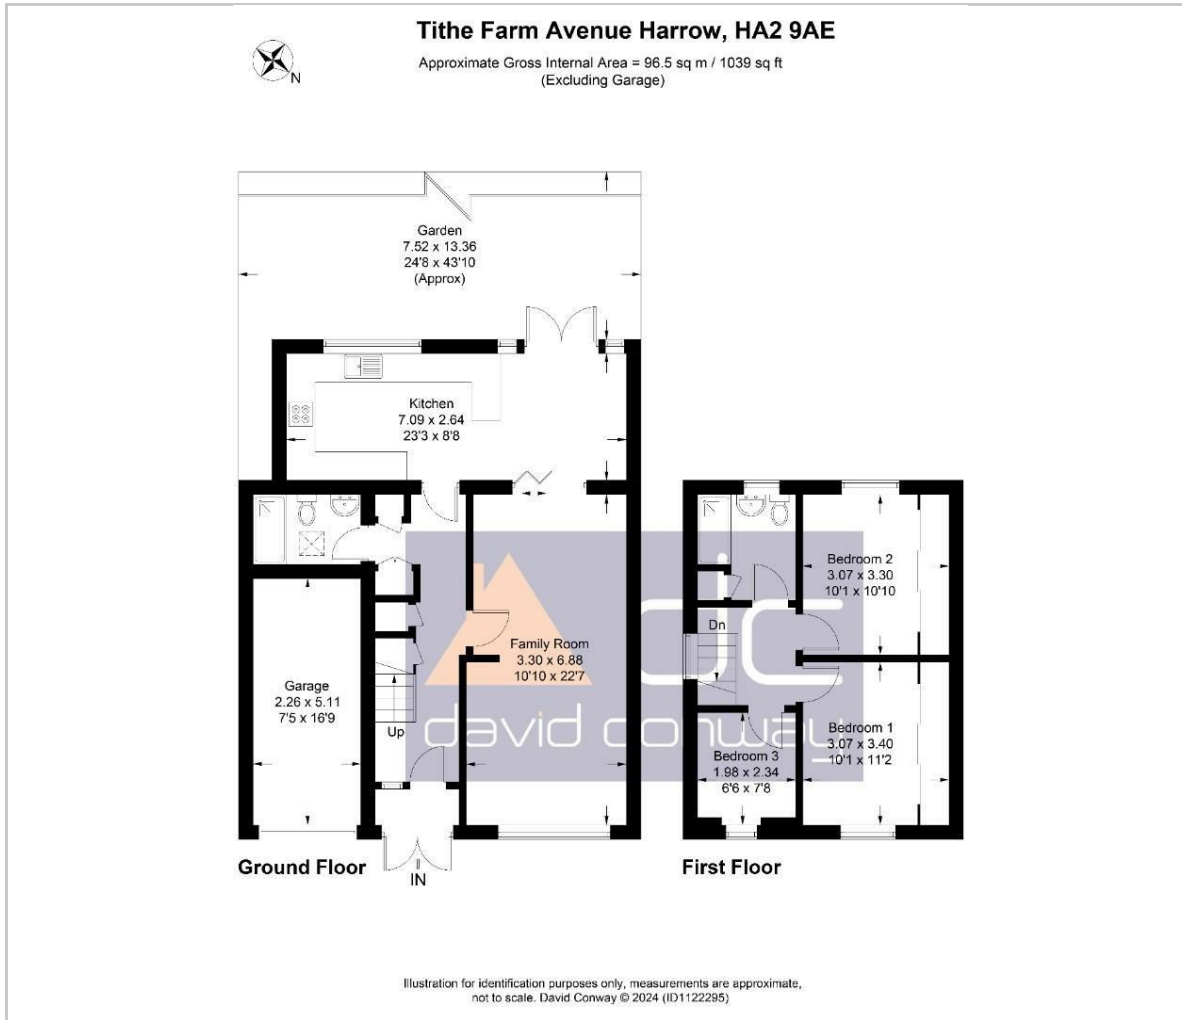 Tithe Farm Avenue Harrow, HA2 9AE
Approximate Gross Internal Area = 96.5 sq m / 1039 sq ft
(Excluding Garage)
N
Garden
7.52 x 13.36
24'8 x 43'10
(Approx)
Kitchen
7.09 x 2.64
23'3 x 8'8
Family Room
3.30 x 6.88
10'10 x 22'7
Garage
2.26 x 5.11
7'5 x 16'9
Up
IN
Ground Floor
Bedroom 2
3.07 x 3.30
10'1 x 10'10
Dn
Bedroom 1
3.07 x 3.40
10'1 x 11'2
Bedroom 3
1.98 x 2.34
6'6 x 7'8
First Floor
dc
david conway
Illustration for identification purposes only, measurements are approximate,
not to scale. David Conway © 2024 (ID1122295)